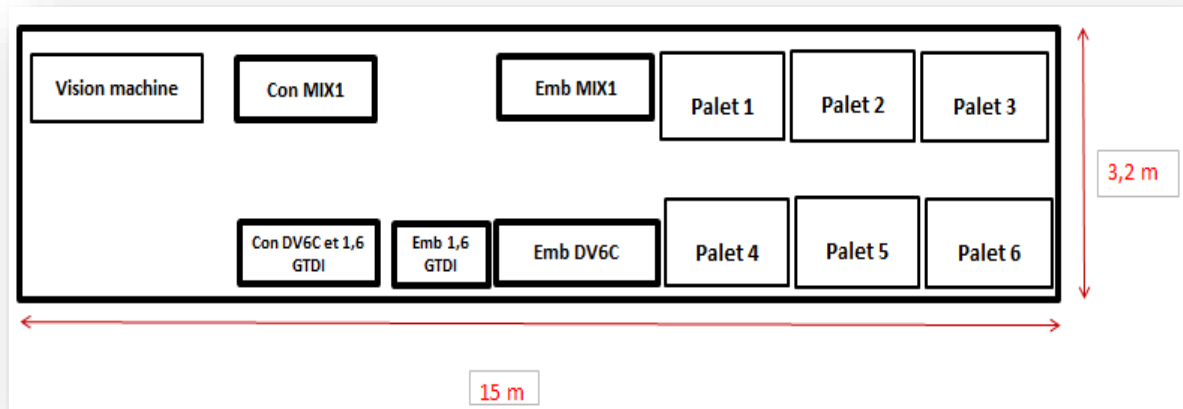 Vision machine
Con MIX1
Emb MIX1
Palet 1
Palet 2
Palet 3
3,2 m
Con DV6C et 1,6
GTDI
Emb 1,6
GTDI
Emb DV6C
Palet 4
Palet 5
Palet 6
15 m